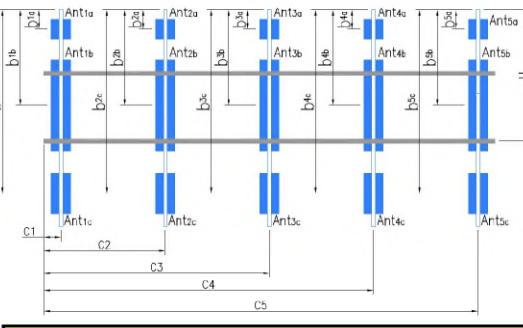 b1a Ant1a b2a Ant2a b3a Ant3a b4a Ant4a b5a Ant5a
b1b Ant1b b2b Ant2b b3b Ant3b b4b Ant4b b5b Ant5b
b2c b3c b4c b5c
Ant1c Ant2c Ant3c Ant4c Ant5c
C1
C2
C3
C4
C5